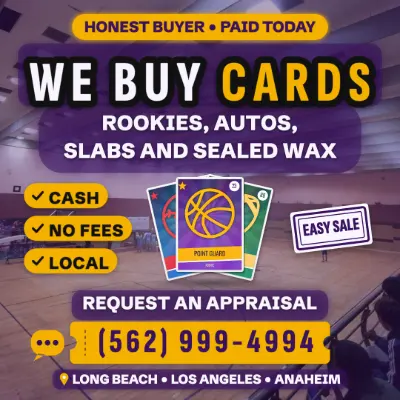 HONEST BUYER • PAID TODAY
WE BUY CARDS
ROOKIES, AUTOS,
SLABS AND SEALED WAX
CASH
NO FEES
LOCAL
POINT GUARD
EASY SALE
REQUEST AN APPRAISAL
(562) 999-4994
LONG BEACH • LOS ANGELES • ANAHEIM